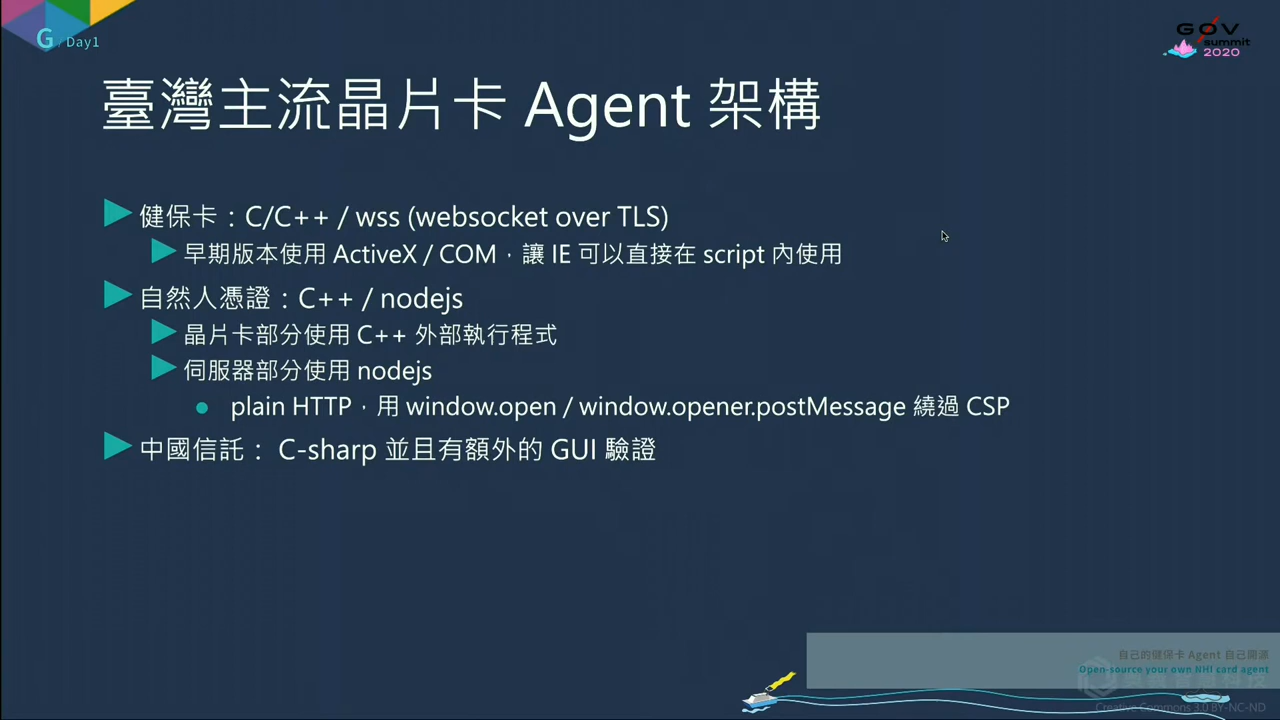 G / Day1
GOV
summit
2020
臺灣主流晶片卡 Agent 架構
健保卡：C/C++ / wss (websocket over TLS)
早期版本使用 ActiveX / COM，讓 IE 可以直接在 script 內使用
自然人憑證：C++ / nodejs
晶片卡部分使用 C++ 外部執行程式
伺服器部分使用 nodejs
plain HTTP，用 window.open / window.opener.postMessage 繞過 CSP
中國信託： C-sharp 並且有額外的 GUI 驗證
自己的健保卡 Agent 自己開源
Open-source your own NHI card agent
Creative Commons 3.0 BY-NC-ND